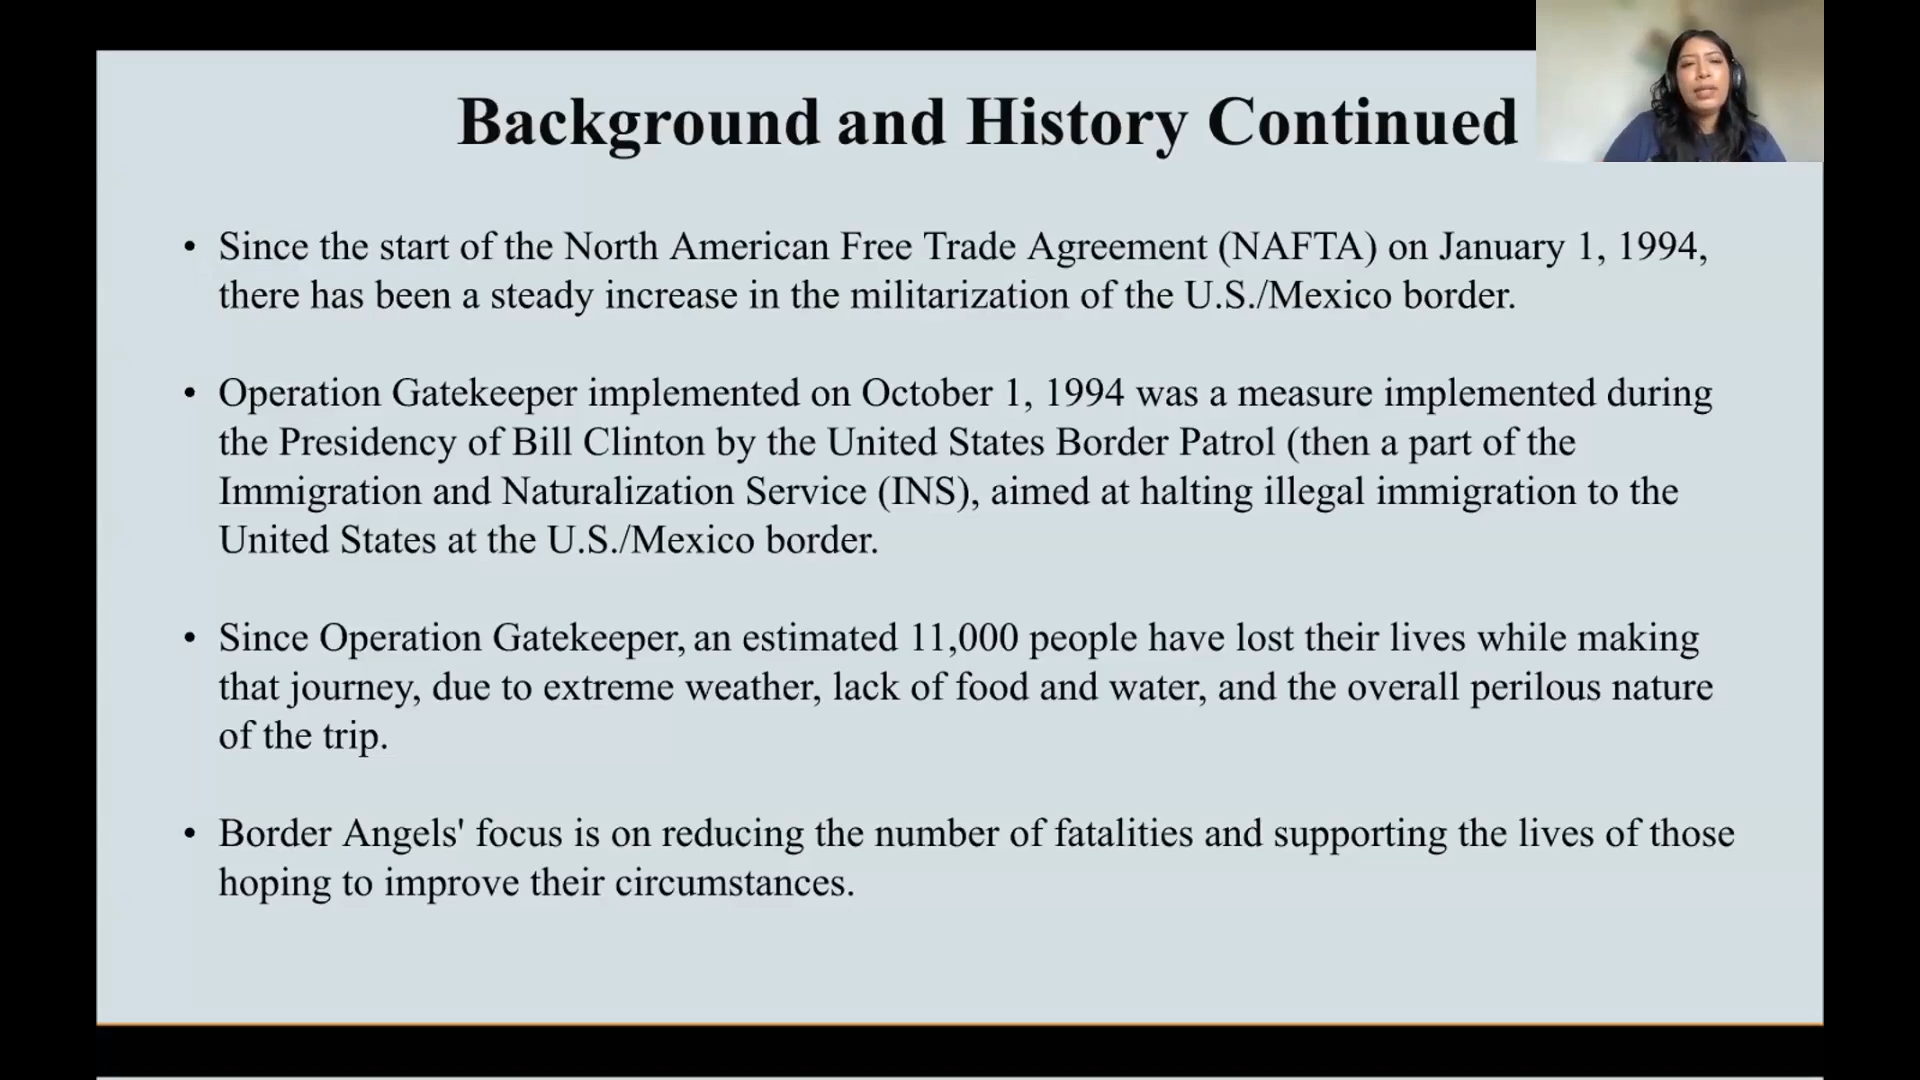 Background and History Continued
• Since the start of the North American Free Trade Agreement (NAFTA) on January 1, 1994,
there has been a steady increase in the militarization of the U.S./Mexico border.
• Operation Gatekeeper implemented on October 1, 1994 was a measure implemented during
the Presidency of Bill Clinton by the United States Border Patrol (then a part of the
Immigration and Naturalization Service (INS), aimed at halting illegal immigration to the
United States at the U.S./Mexico border.
• Since Operation Gatekeeper, an estimated 11,000 people have lost their lives while making
that journey, due to extreme weather, lack of food and water, and the overall perilous nature
of the trip.
• Border Angels' focus is on reducing the number of fatalities and supporting the lives of those
hoping to improve their circumstances.